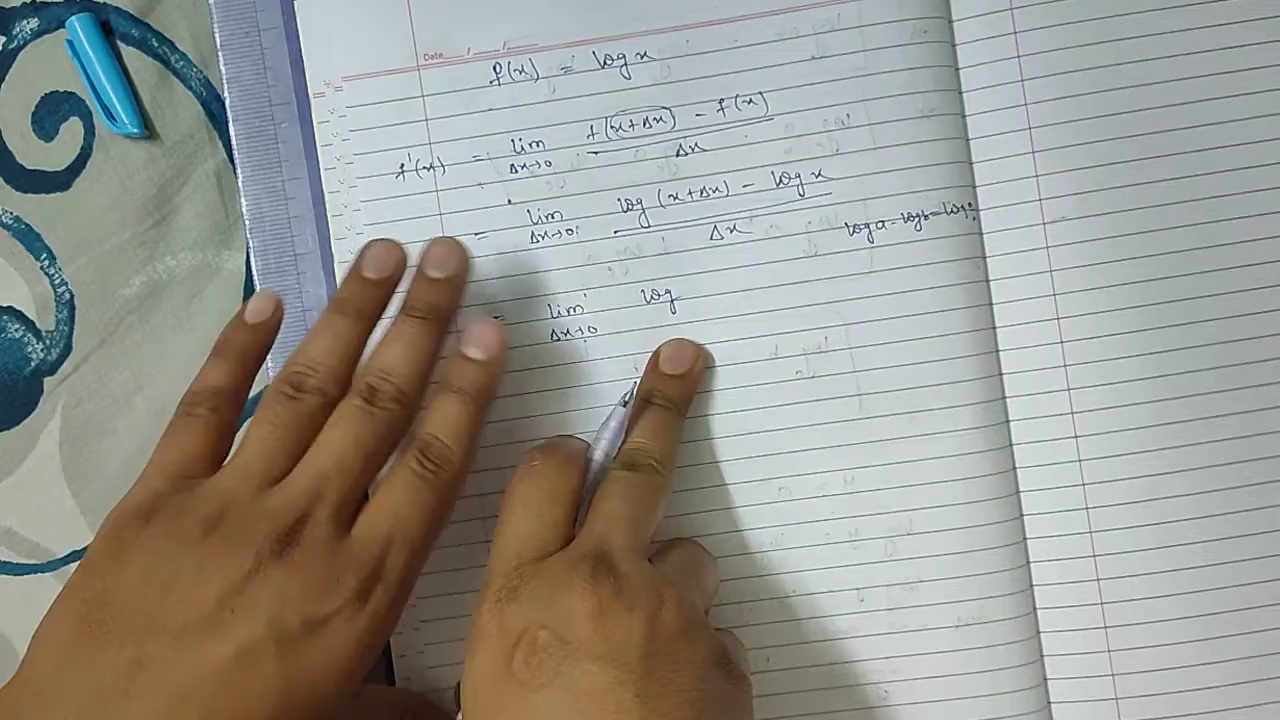 Date / /
f(x) = log x
f'(x) = lim Δx→0 f(x+Δx) - f(x) / Δx
= lim Δx→0 log (x+Δx) - log x / Δx
log a - log b = log
= lim Δx→0 log